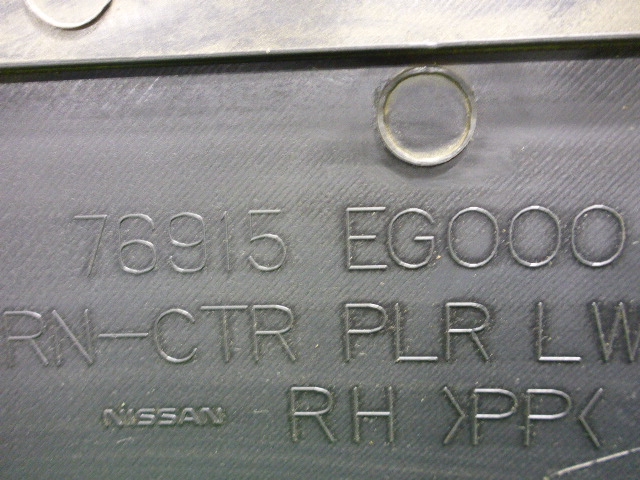 76915 EG000
RN-CTR PLR LW
NISSAN RH >PP<